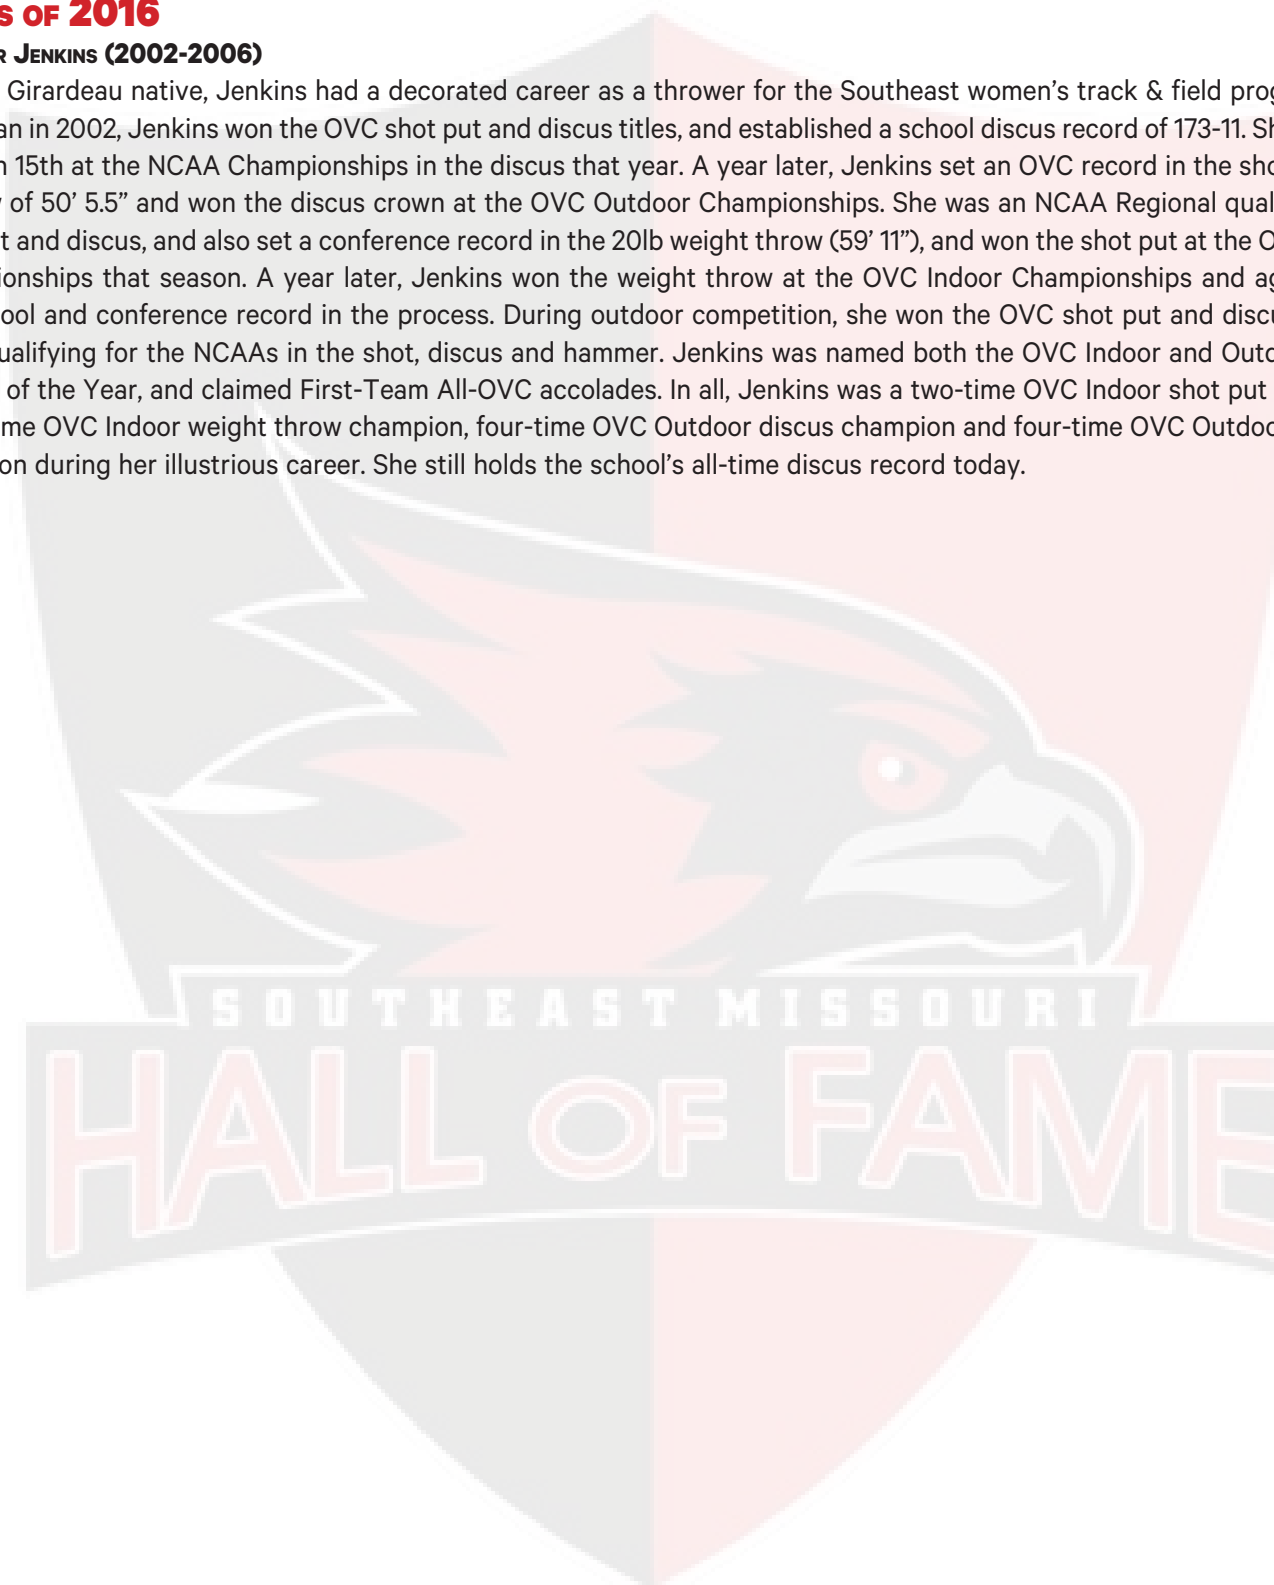 s of 2016
r Jenkins (2002-2006)
Girardeau native, Jenkins had a decorated career as a thrower for the Southeast women’s track & field prog
an in 2002, Jenkins won the OVC shot put and discus titles, and established a school discus record of 173-11. Sh
n 15th at the NCAA Championships in the discus that year. A year later, Jenkins set an OVC record in the sho
of 50’ 5.5” and won the discus crown at the OVC Outdoor Championships. She was an NCAA Regional quali
t and discus, and also set a conference record in the 20lb weight throw (59’ 11”), and won the shot put at the O
ionships that season. A year later, Jenkins won the weight throw at the OVC Indoor Championships and ag
ool and conference record in the process. During outdoor competition, she won the OVC shot put and discu
ualifying for the NCAAs in the shot, discus and hammer. Jenkins was named both the OVC Indoor and Outd
of the Year, and claimed First-Team All-OVC accolades. In all, Jenkins was a two-time OVC Indoor shot put
me OVC Indoor weight throw champion, four-time OVC Outdoor discus champion and four-time OVC Outdoo
on during her illustrious career. She still holds the school’s all-time discus record today.
SOUTHEAST MISSOURI
HALL OF FAME